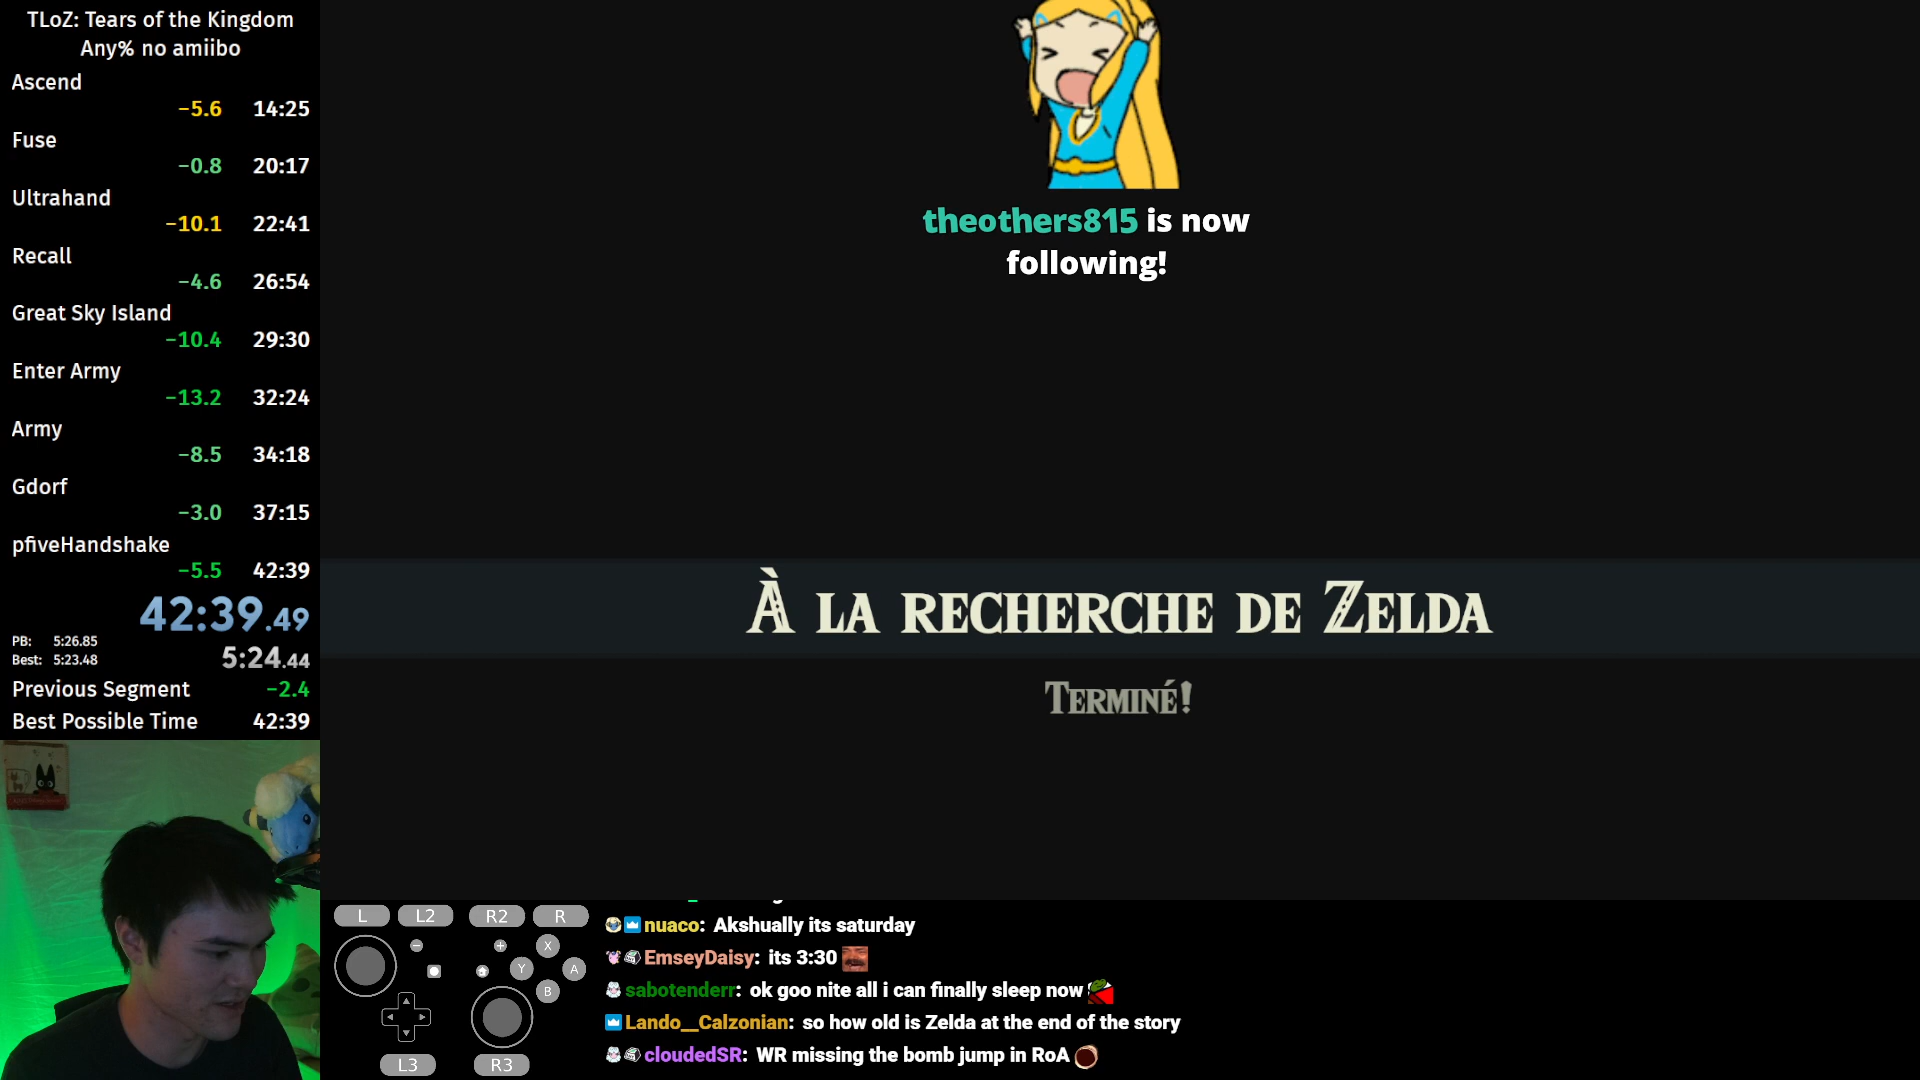 TLoZ: Tears of the Kingdom
Any% no amiibo
Ascend
−5.6 14:25
Fuse
−0.8 20:17
Ultrahand
−10.1 22:41
Recall
−4.6 26:54
Great Sky Island
−10.4 29:30
Enter Army
−13.2 32:24
Army
−8.5 34:18
Gdorf
−3.0 37:15
pfiveHandshake
−5.5 42:39
42:39.49
PB: 5:26.85
Best: 5:23.48
5:24.44
Previous Segment −2.4
Best Possible Time 42:39
theothers815 is now
following!
À la recherche de Zelda
Terminé!
L L2 R2 R
X
Y A
B
L3 R3
nuaco: Akshually its saturday
EmseyDaisy: its 3:30
sabotenderr: ok goo nite all i can finally sleep now
Lando__Calzonian: so how old is Zelda at the end of the story
cloudedSR: WR missing the bomb jump in RoA